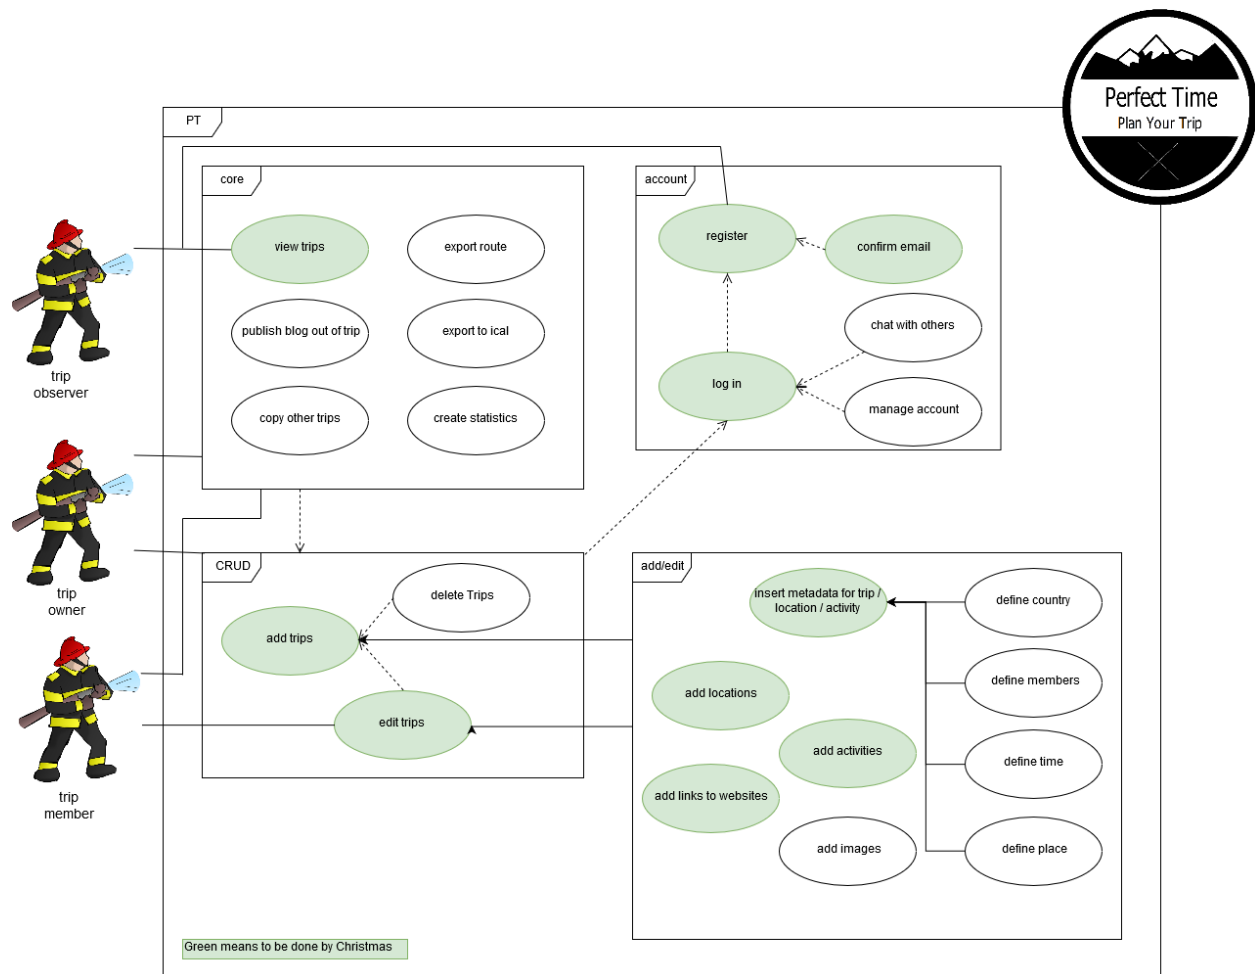 Perfect Time
Plan Your Trip
PT
core
account
view trips
export route
register
confirm email
publish blog out of trip
export to ical
chat with others
trip
observer
log in
copy other trips
create statistics
manage account
CRUD
add/edit
delete Trips
insert metadata for trip /
location / activity
define country
trip
owner
add trips
add locations
define members
edit trips
add activities
define time
trip
member
add links to websites
add images
define place
Green means to be done by Christmas